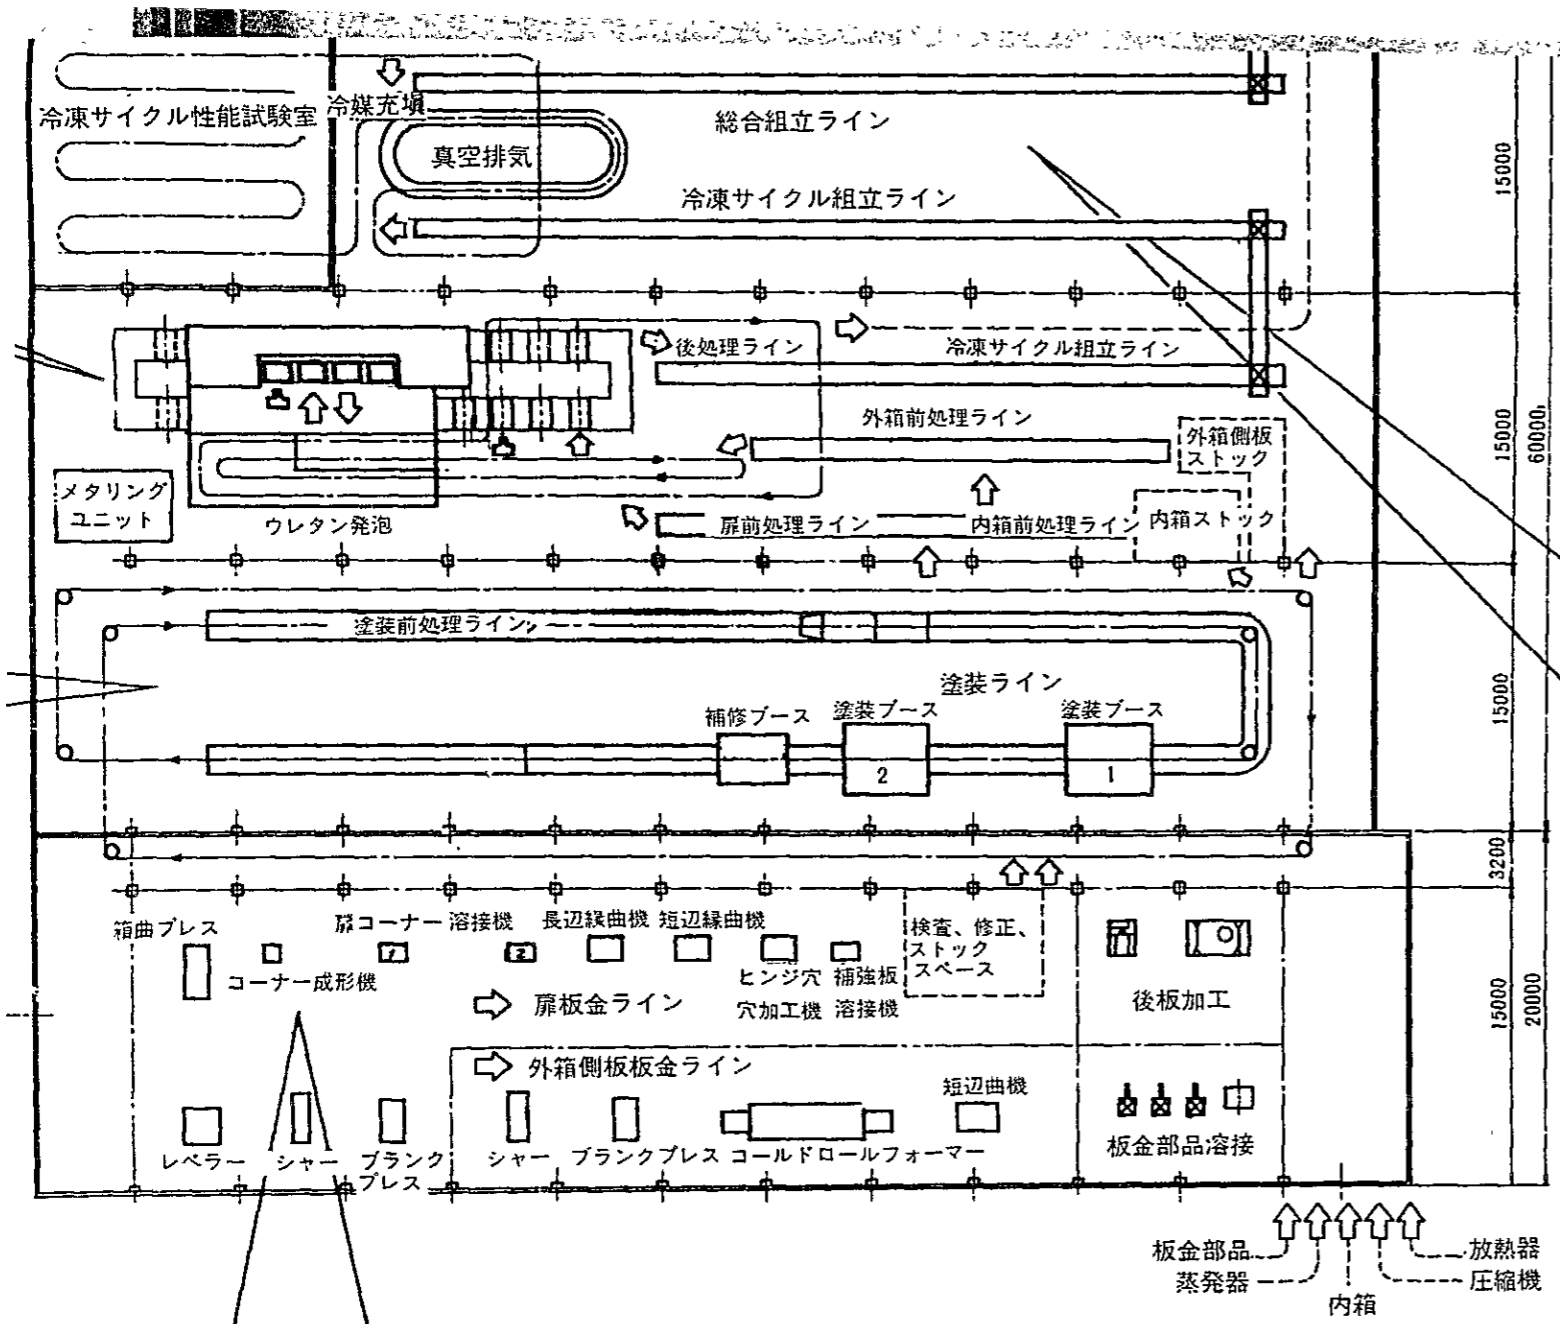 冷凍サイクル性能試験室
冷媒充塡
総合組立ライン
真空排気
冷凍サイクル組立ライン
15000
後処理ライン
冷凍サイクル組立ライン
外箱前処理ライン
外箱側板
ストック
メタリング
ユニット
ウレタン発泡
扉前処理ライン
内箱前処理ライン
内箱ストック
15000
60000
塗装前処理ライン
塗装ライン
補修ブース
塗装ブース
2
塗装ブース
1
15000
3200
箱曲プレス
扉コーナー 溶接機
1
2
長辺縁曲機
短辺縁曲機
コーナー成形機
ヒンジ穴
穴加工機
補強板
溶接機
検査、修正、
ストック
スペース
後板加工
扉板金ライン
15000
20000
外箱側板板金ライン
短辺曲機
レベラー
シャー
ブランク
プレス
シャー
ブランクプレス
コールドロールフォーマー
板金部品溶接
板金部品
蒸発器
内箱
放熱器
圧縮機